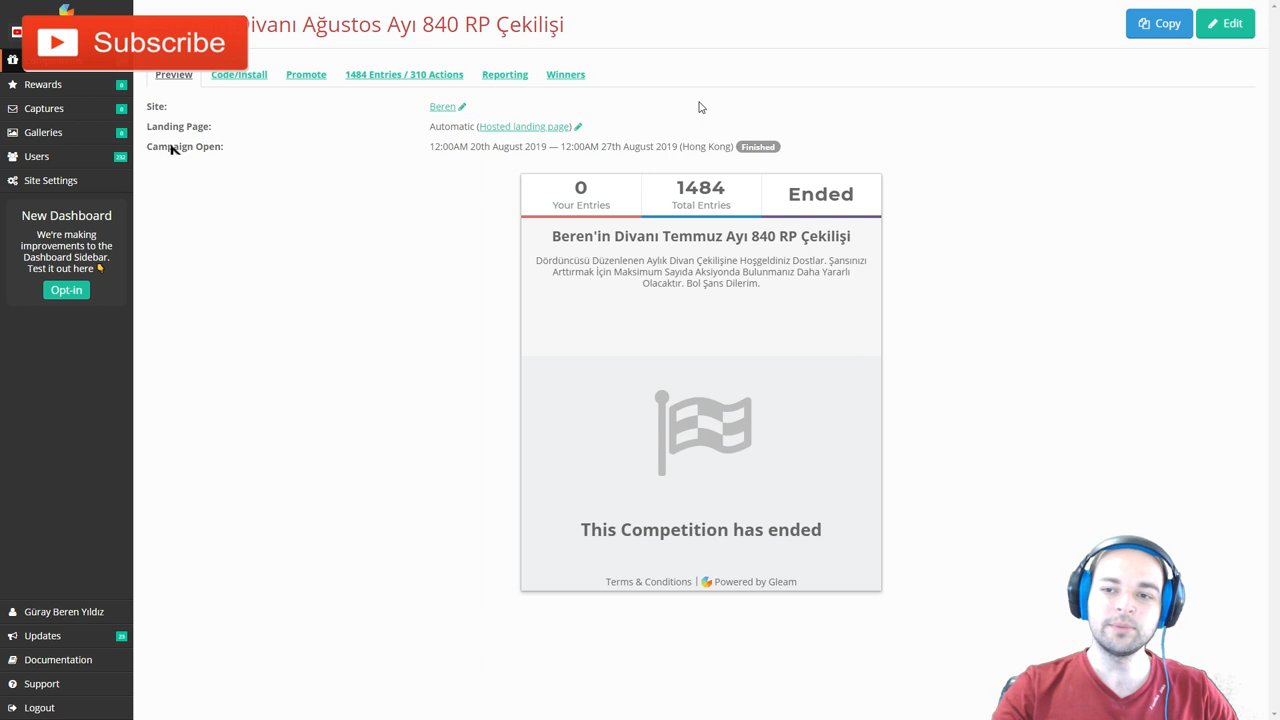 Divanı Ağustos Ayı 840 RP Çekilişi
Copy
Edit
Subscribe
Preview
Code/Install
Promote
1484 Entries / 310 Actions
Reporting
Winners
Rewards 0
Captures 0
Galleries 0
Users 232
Site Settings
New Dashboard
We're making
improvements to the
Dashboard Sidebar.
Test it out here
Opt-in
Güray Beren Yıldız
Updates 25
Documentation
Support
Logout
Site: Beren
Landing Page: Automatic (Hosted landing page)
Campaign Open: 12:00AM 20th August 2019 — 12:00AM 27th August 2019 (Hong Kong) Finished
0
Your Entries
1484
Total Entries
Ended
Beren'in Divanı Temmuz Ayı 840 RP Çekilişi
Dördüncüsü Düzenlenen Aylık Divan Çekilişine Hoşgeldiniz Dostlar. Şansınızı
Arttırmak İçin Maksimum Sayıda Aksiyonda Bulunmanız Daha Yararlı
Olacaktır. Bol Şans Dilerim.
This Competition has ended
Terms & Conditions | Powered by Gleam